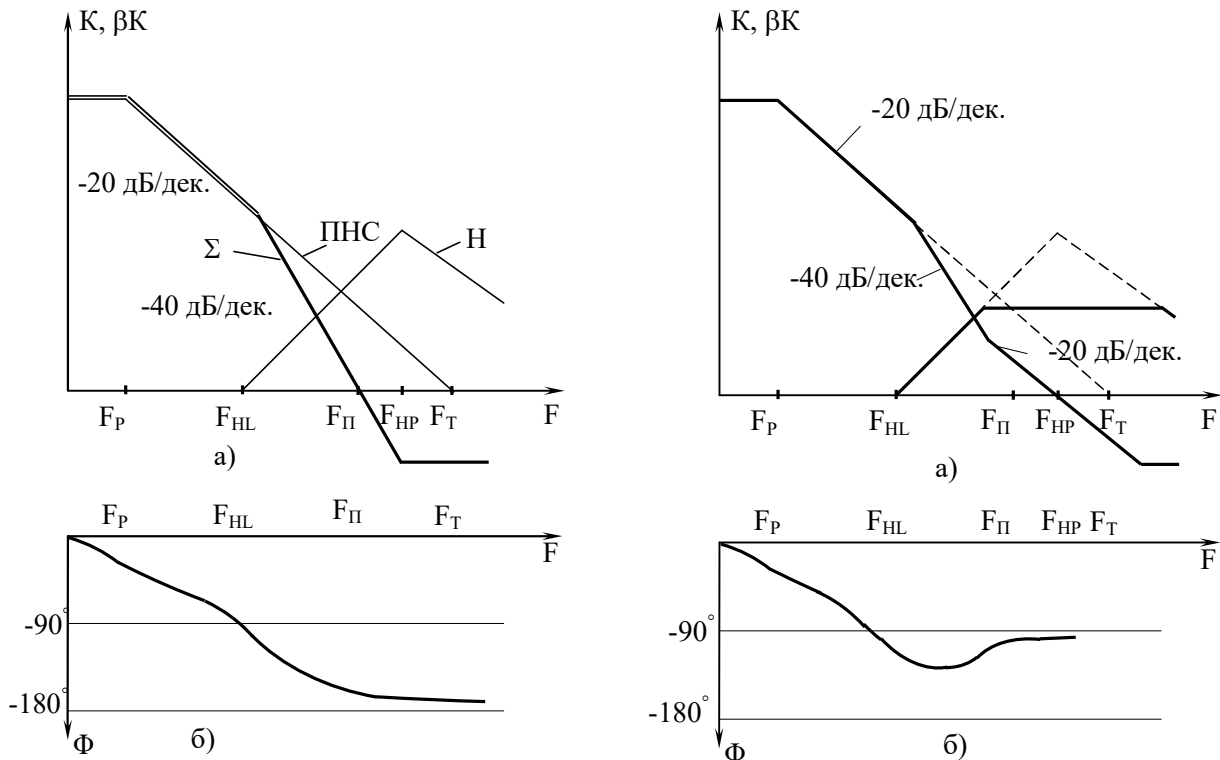 К, βК
-20 дБ/дек.
ПНС
Н
Σ
-40 дБ/дек.
F_P
F_HL
F_П
F_HP
F_T
F
а)
F_P
F_HL
F_П
F_T
F
-90°
-180°
Ф
б)
К, βК
-20 дБ/дек.
-40 дБ/дек.
-20 дБ/дек.
F_P
F_HL
F_П
F_HP
F_T
F
а)
F_P
F_HL
F_П
F_HP
F_T
F
-90°
-180°
Ф
б)